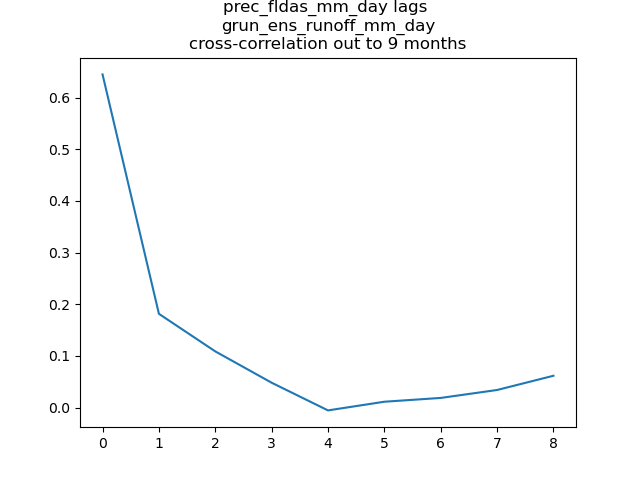 prec_fldas_mm_day lags
grun_ens_runoff_mm_day
cross-correlation out to 9 months
0.6
0.5
0.4
0.3
0.2
0.1
0.0
0 1 2 3 4 5 6 7 8